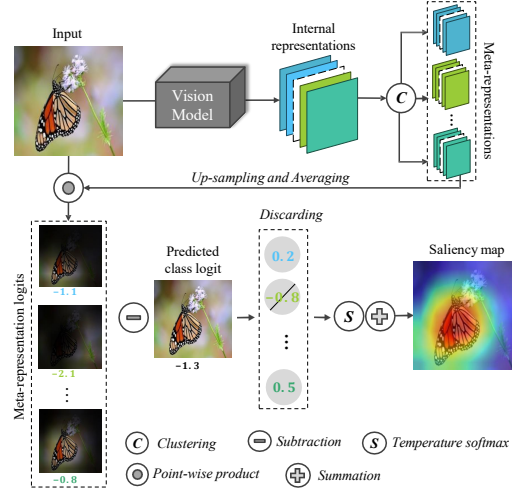 Input
Internal
representations
Vision
Model
C
Meta-representations
Up-sampling and Averaging
Meta-representation logits
-1.1
-2.1
-0.8
Predicted
class logit
-1.3
Discarding
0.2
-0.8
0.5
S
Saliency map
C
Clustering
Subtraction
S
Temperature softmax
Point-wise product
Summation